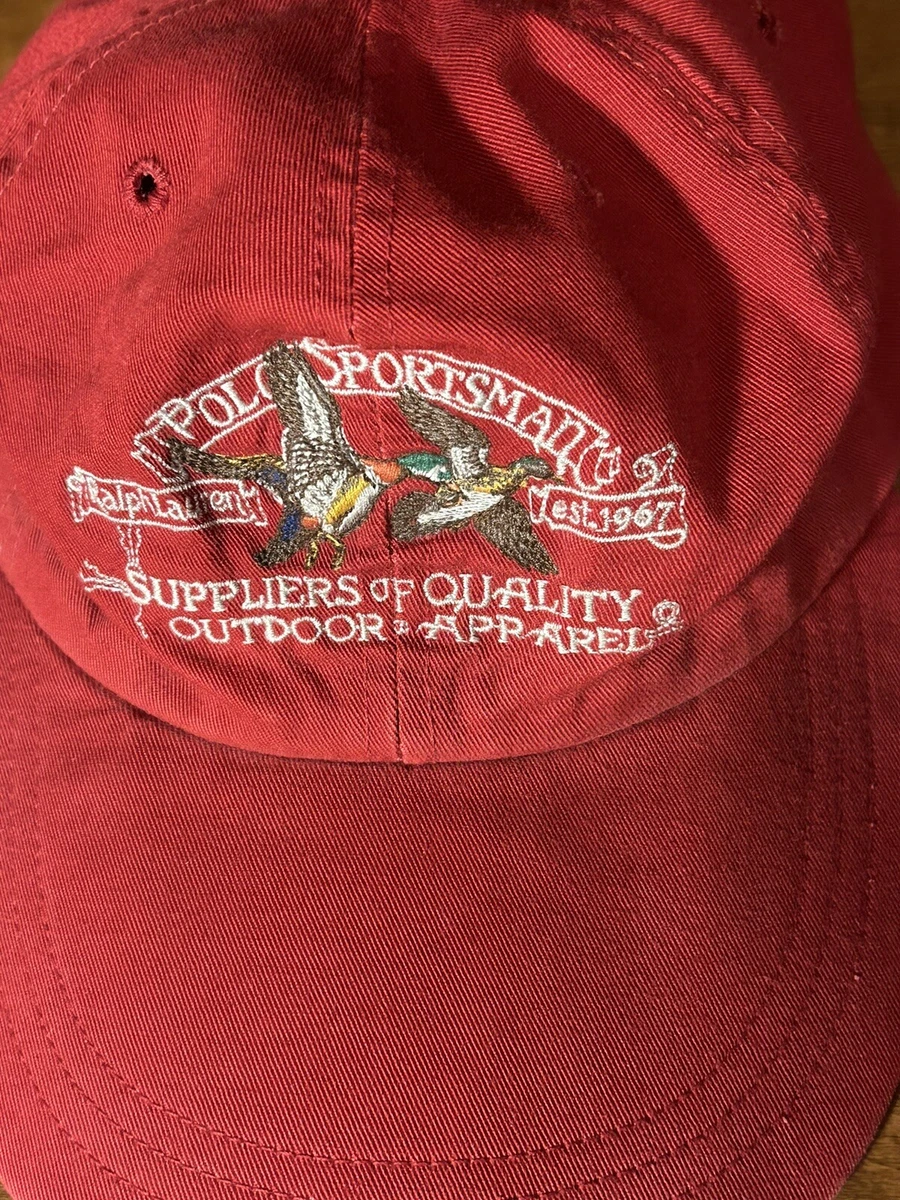 POLO SPORTSMAN Co
Ralph Lauren
est.1967
SUPPLIERS OF QUALITY
OUTDOOR APPAREL